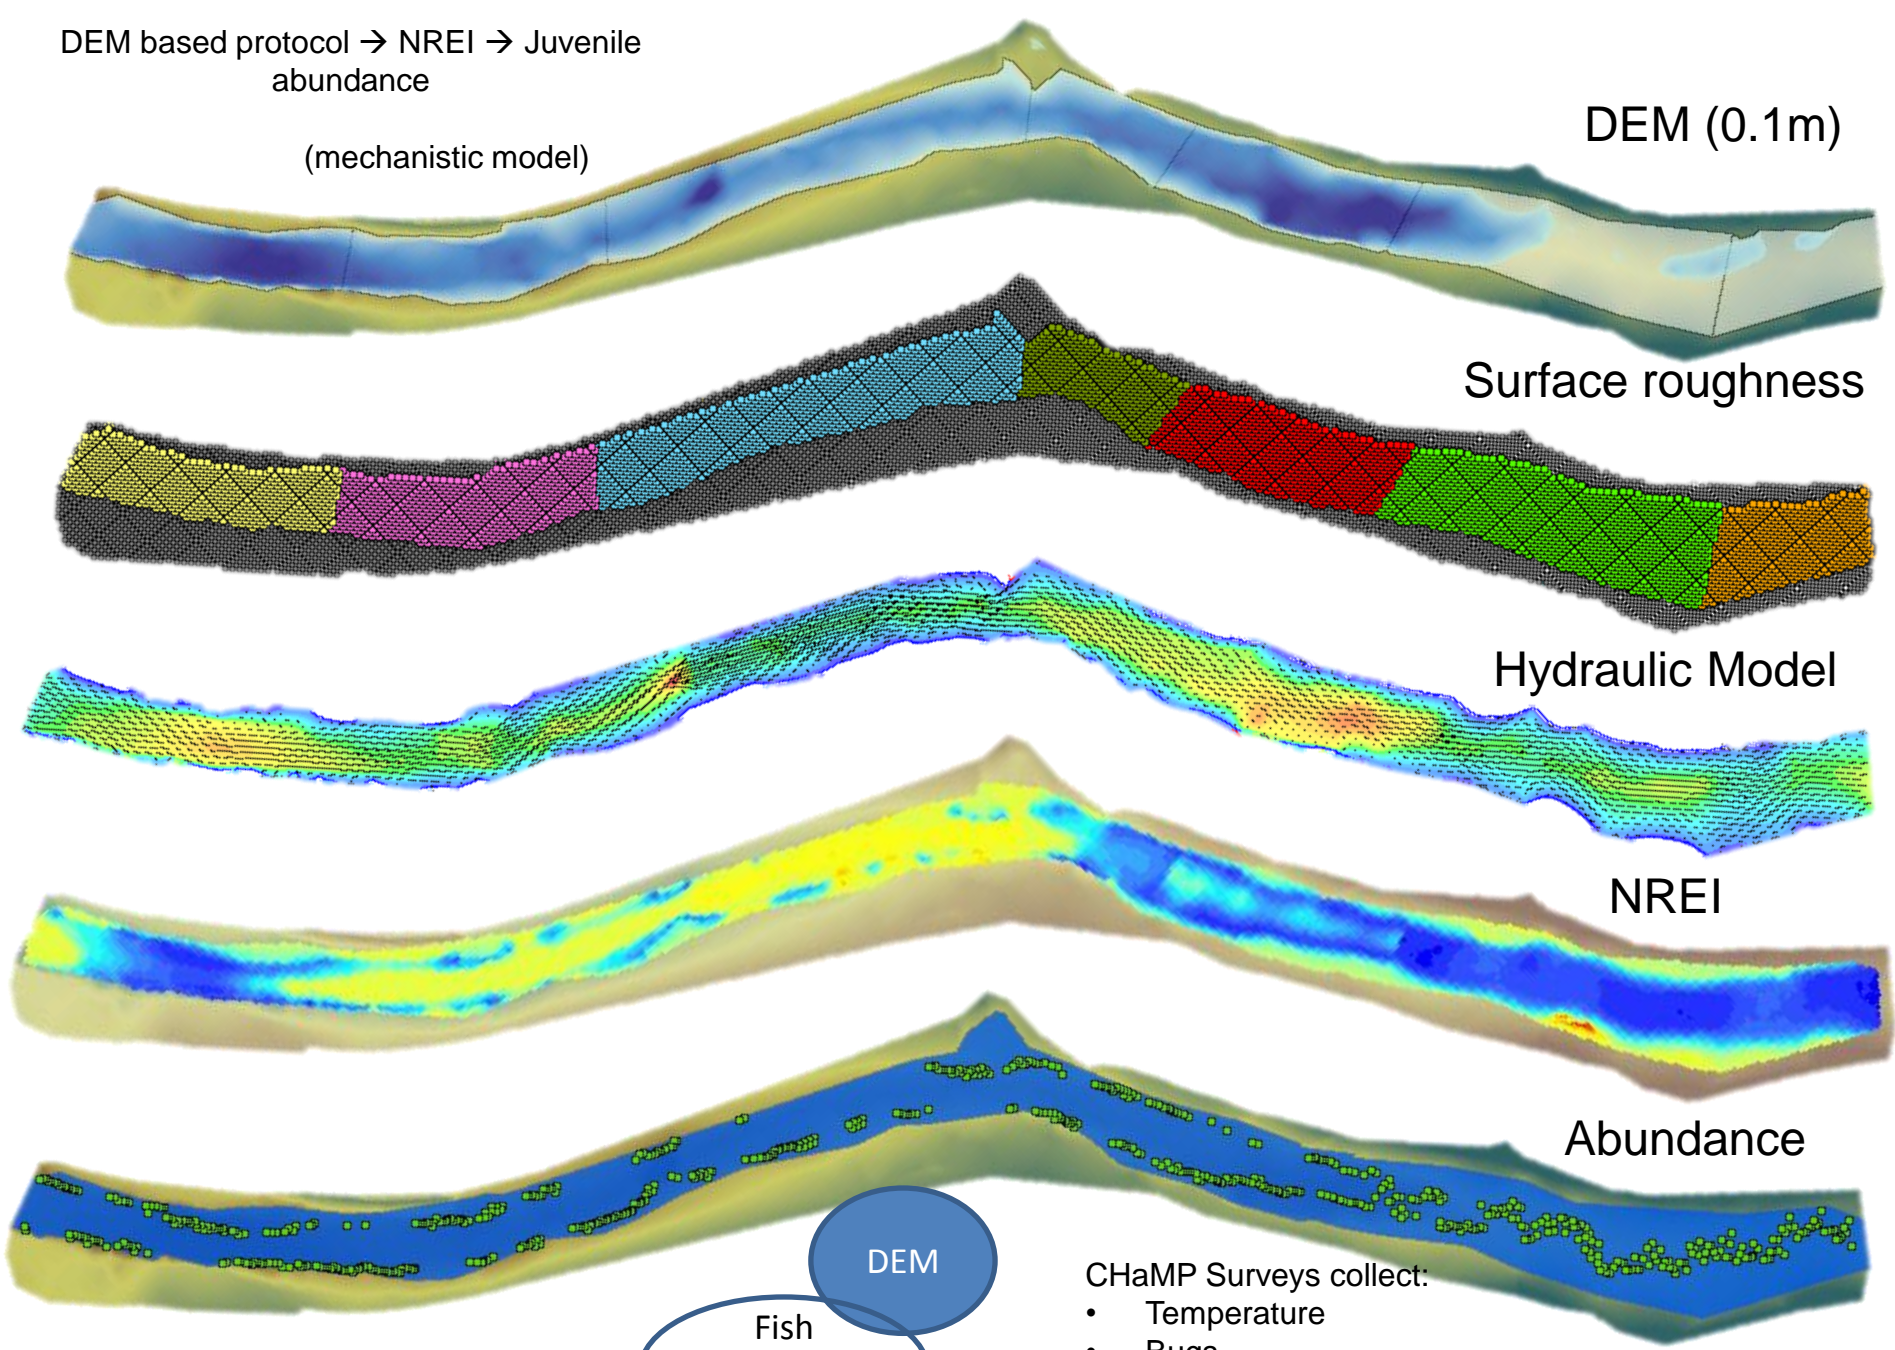 DEM based protocol → NREI → Juvenile
abundance
(mechanistic model)
DEM (0.1m)
Surface roughness
Hydraulic Model
NREI
Abundance
DEM
Fish
CHaMP Surveys collect:
• Temperature
• Bugs